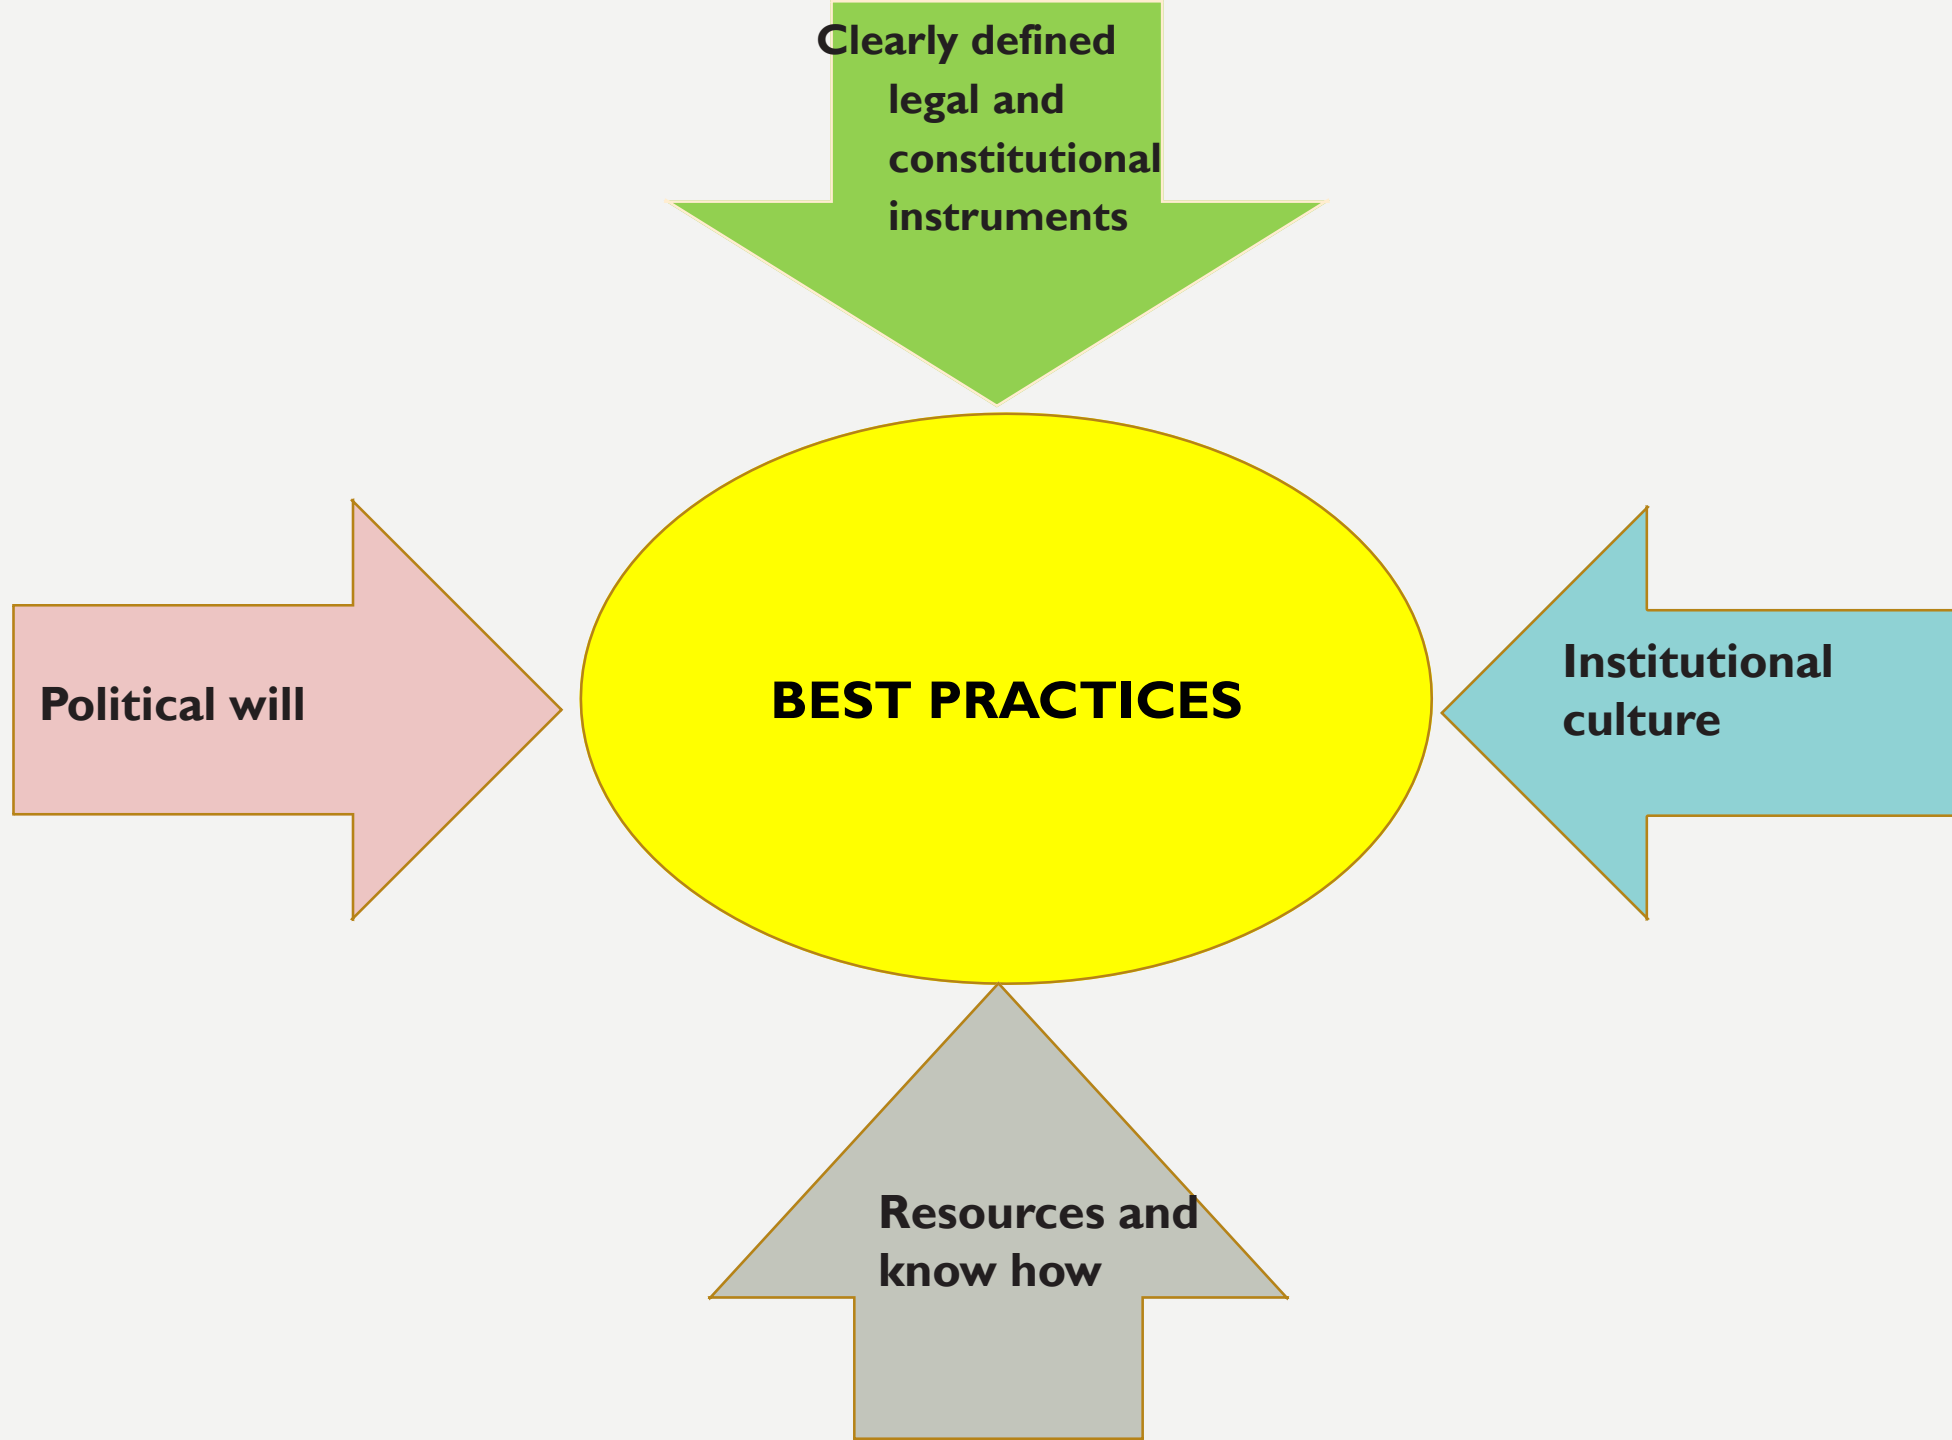 Clearly defined
legal and
constitutional
instruments
Political will
BEST PRACTICES
Institutional
culture
Resources and
know how